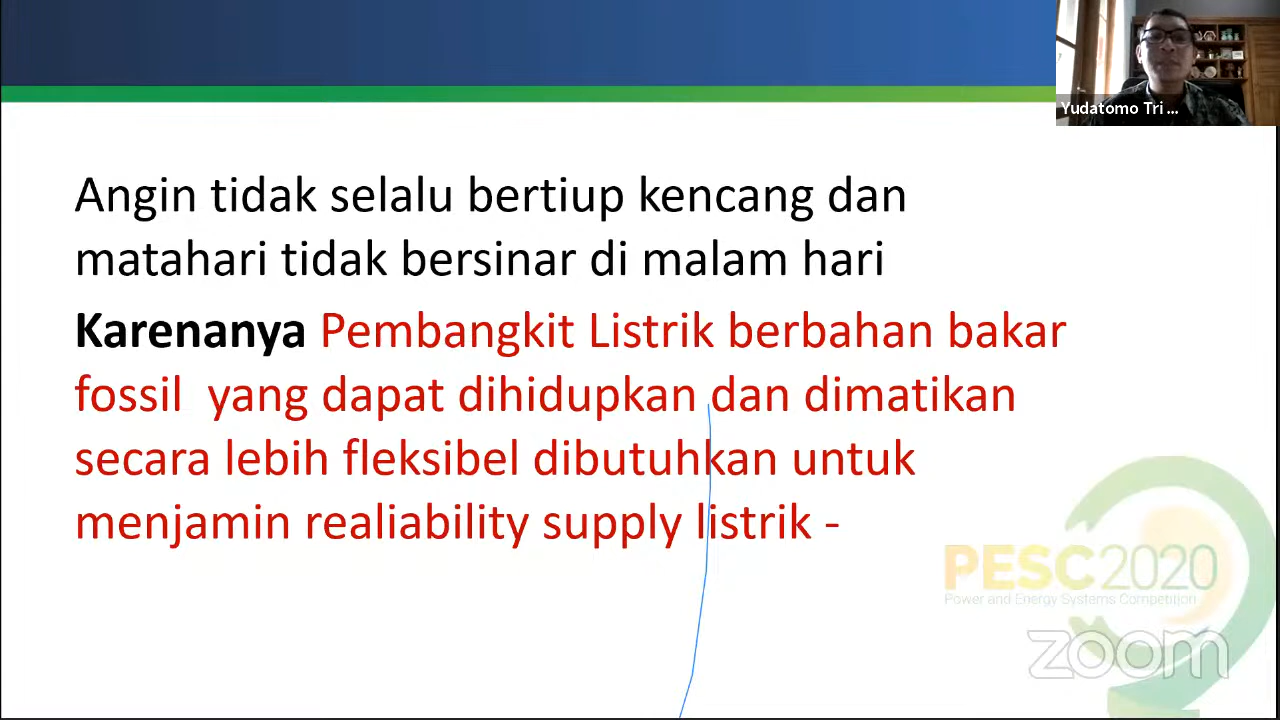 Yudatomo Tri ...
Angin tidak selalu bertiup kencang dan
matahari tidak bersinar di malam hari
Karenanya Pembangkit Listrik berbahan bakar
fossil yang dapat dihidupkan dan dimatikan
secara lebih fleksibel dibutuhkan untuk
menjamin realiability supply listrik -
PESC2020
Power and Energy Systems Competition
zoom